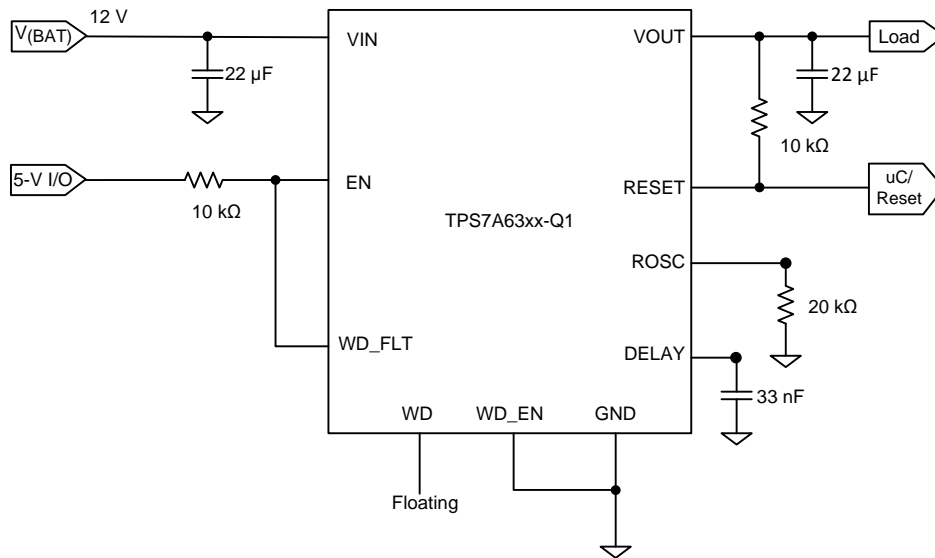 12 V
V(BAT)
VIN
VOUT
Load
22 µF
22 µF
10 kΩ
5-V I/O
EN
10 kΩ
RESET
uC/
Reset
TPS7A63xx-Q1
ROSC
20 kΩ
WD_FLT
DELAY
33 nF
WD
WD_EN
GND
Floating